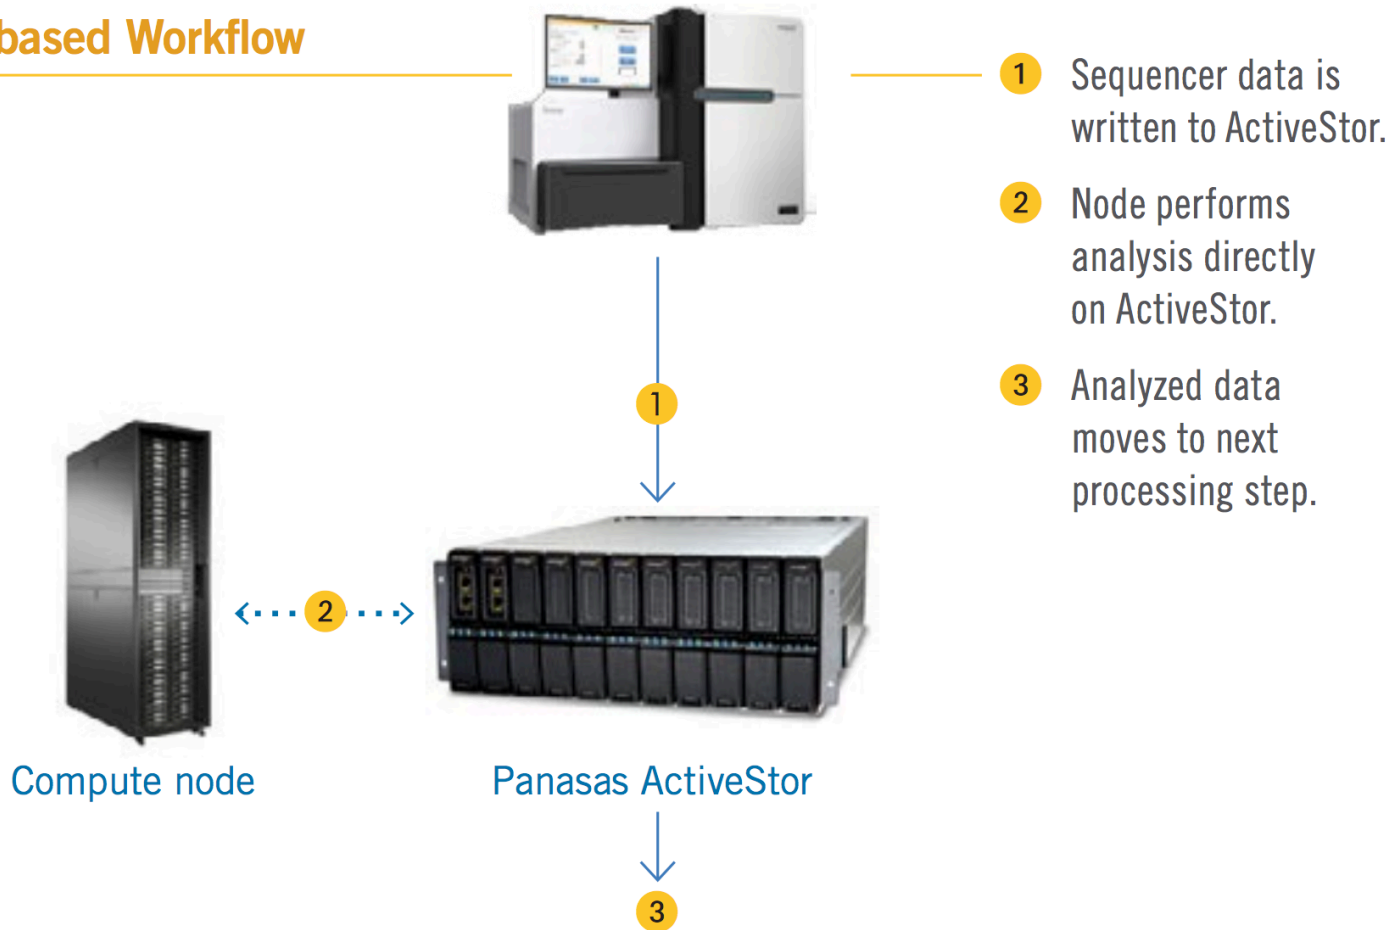 based Workflow
1 Sequencer data is
written to ActiveStor.
2 Node performs
analysis directly
on ActiveStor.
3 Analyzed data
moves to next
processing step.
1
2
Compute node
Panasas ActiveStor
3